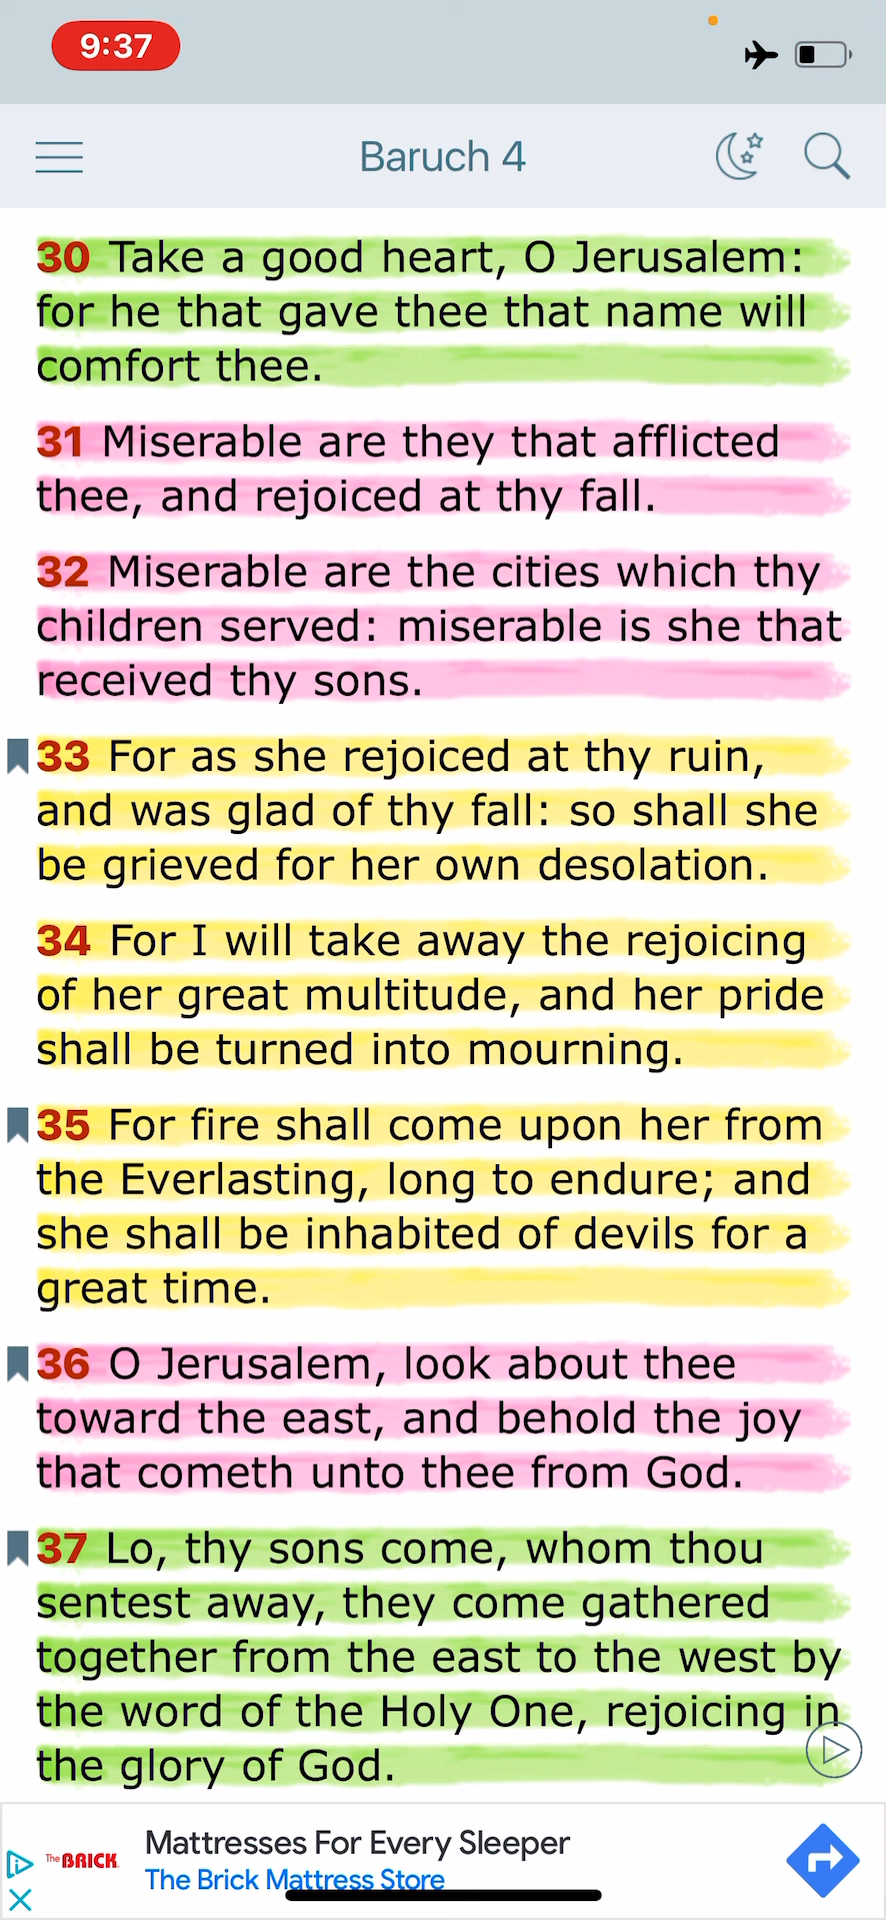 9:37
Baruch 4
30 Take a good heart, O Jerusalem:
for he that gave thee that name will
comfort thee.
31 Miserable are they that afflicted
thee, and rejoiced at thy fall.
32 Miserable are the cities which thy
children served: miserable is she that
received thy sons.
33 For as she rejoiced at thy ruin,
and was glad of thy fall: so shall she
be grieved for her own desolation.
34 For I will take away the rejoicing
of her great multitude, and her pride
shall be turned into mourning.
35 For fire shall come upon her from
the Everlasting, long to endure; and
she shall be inhabited of devils for a
great time.
36 O Jerusalem, look about thee
toward the east, and behold the joy
that cometh unto thee from God.
37 Lo, thy sons come, whom thou
sentest away, they come gathered
together from the east to the west by
the word of the Holy One, rejoicing in
the glory of God.
Mattresses For Every Sleeper
The BRICK
The Brick Mattress Store